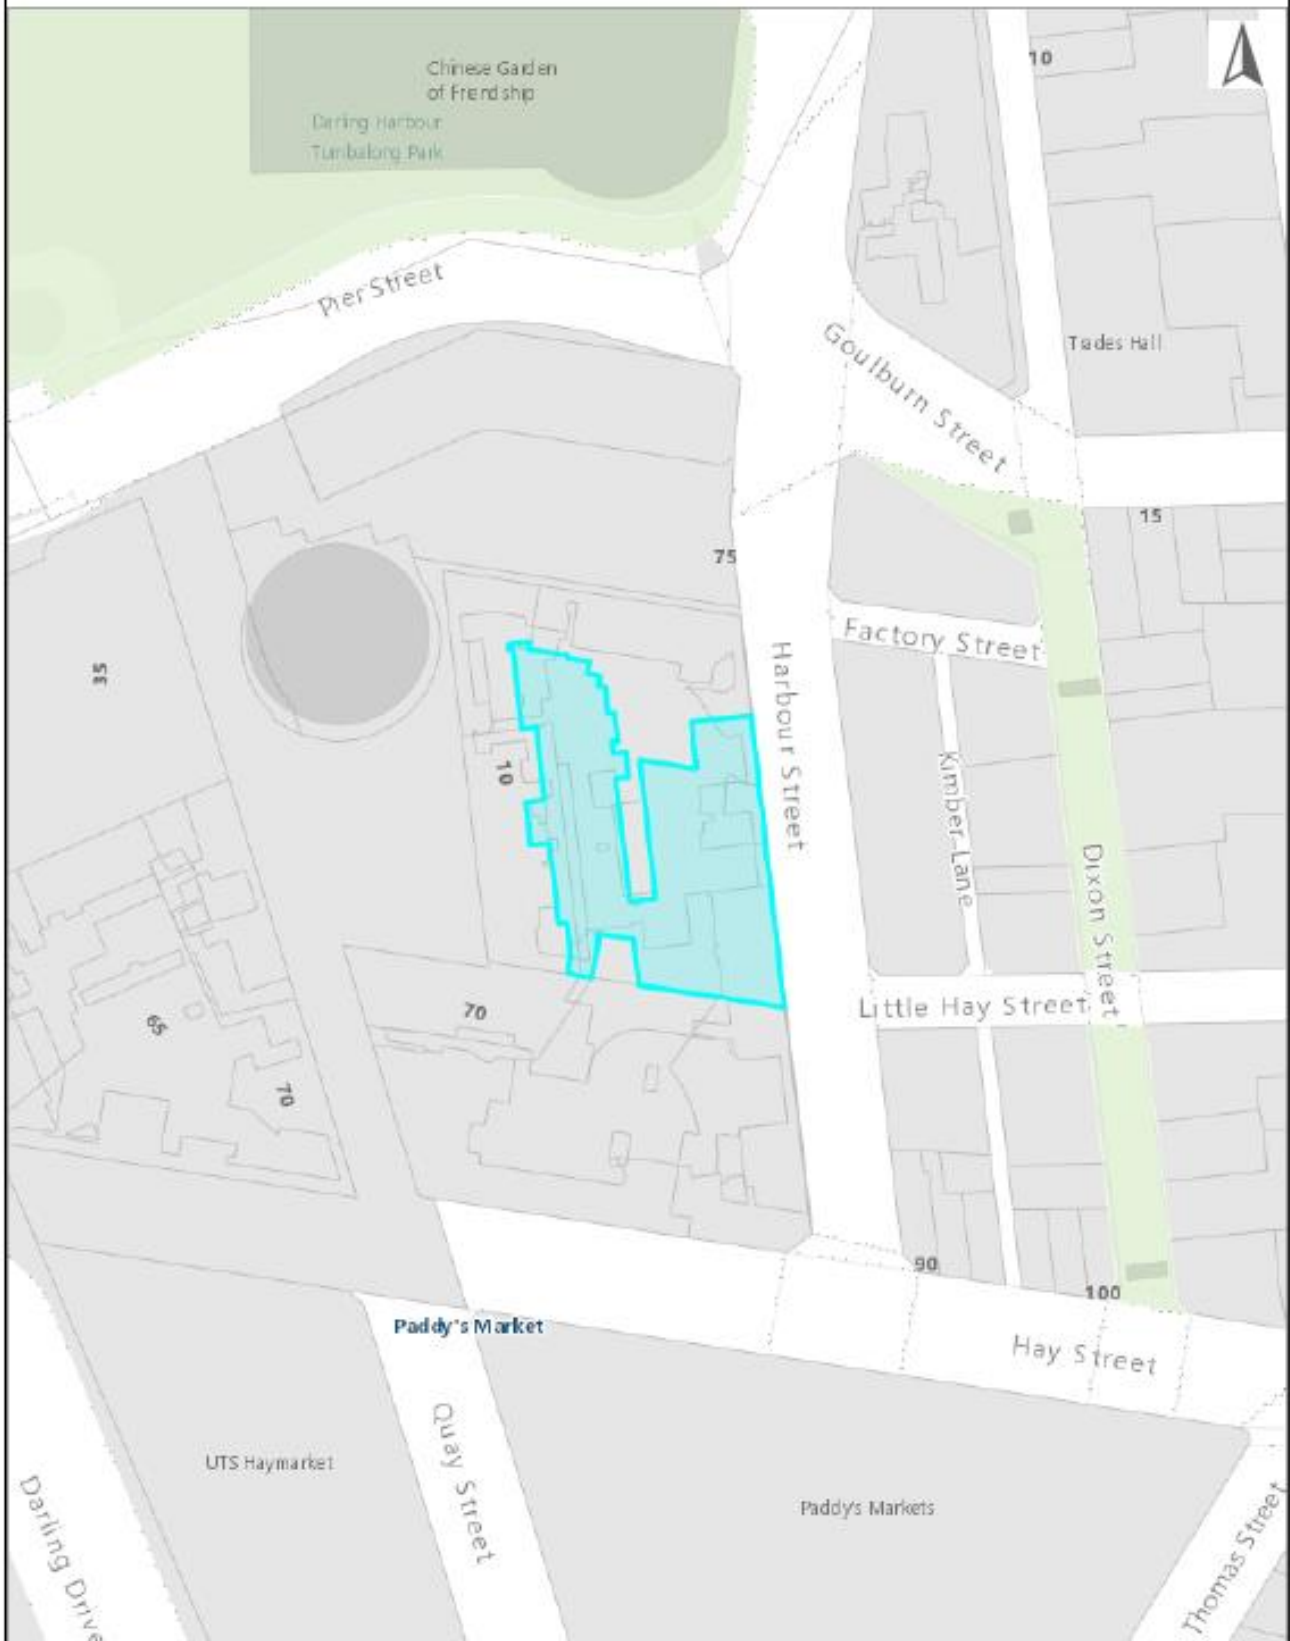 Chinese Garden
of Friendship
Darling Harbour
Tumbalong Park
10
Pier Street
Goulburn Street
Trades Hall
15
75
Factory Street
35
Harbour Street
10
Kimber Lane
Dixon Street
70
Little Hay Street
65
70
90
100
Paddy's Market
Hay Street
Quay Street
UTS Haymarket
Paddy's Markets
Darling Drive
Thomas Street